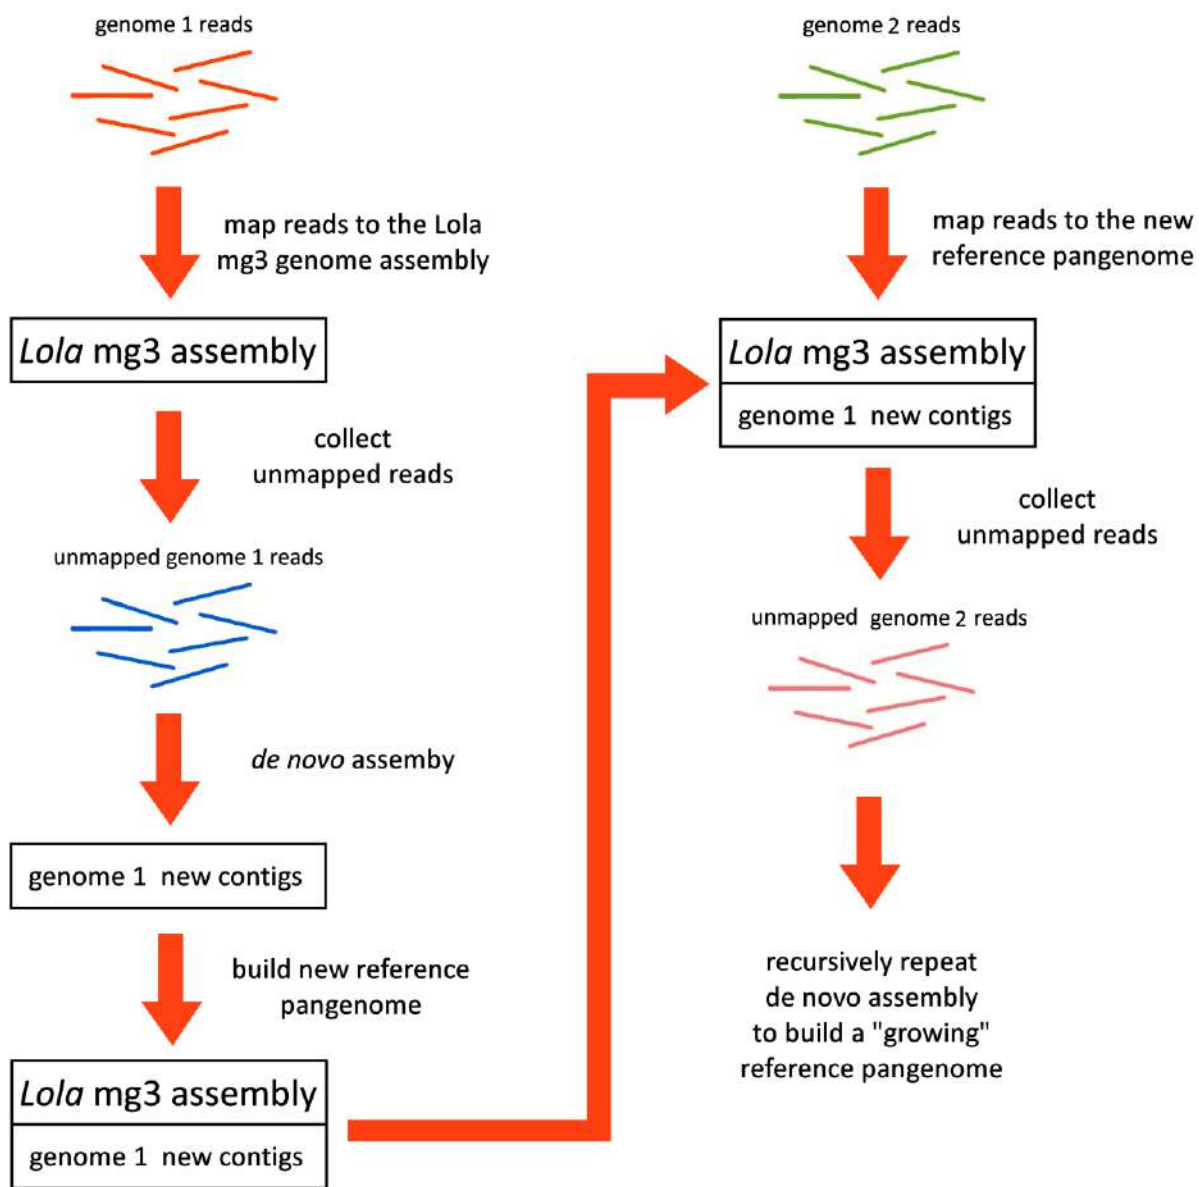 genome 1 reads
map reads to the Lola
mg3 genome assembly
Lola mg3 assembly
collect
unmapped reads
unmapped genome 1 reads
de novo assemby
genome 1 new contigs
build new reference
pangenome
Lola mg3 assembly
genome 1 new contigs
genome 2 reads
map reads to the new
reference pangenome
Lola mg3 assembly
genome 1 new contigs
collect
unmapped reads
unmapped genome 2 reads
recursively repeat
de novo assembly
to build a "growing"
reference pangenome